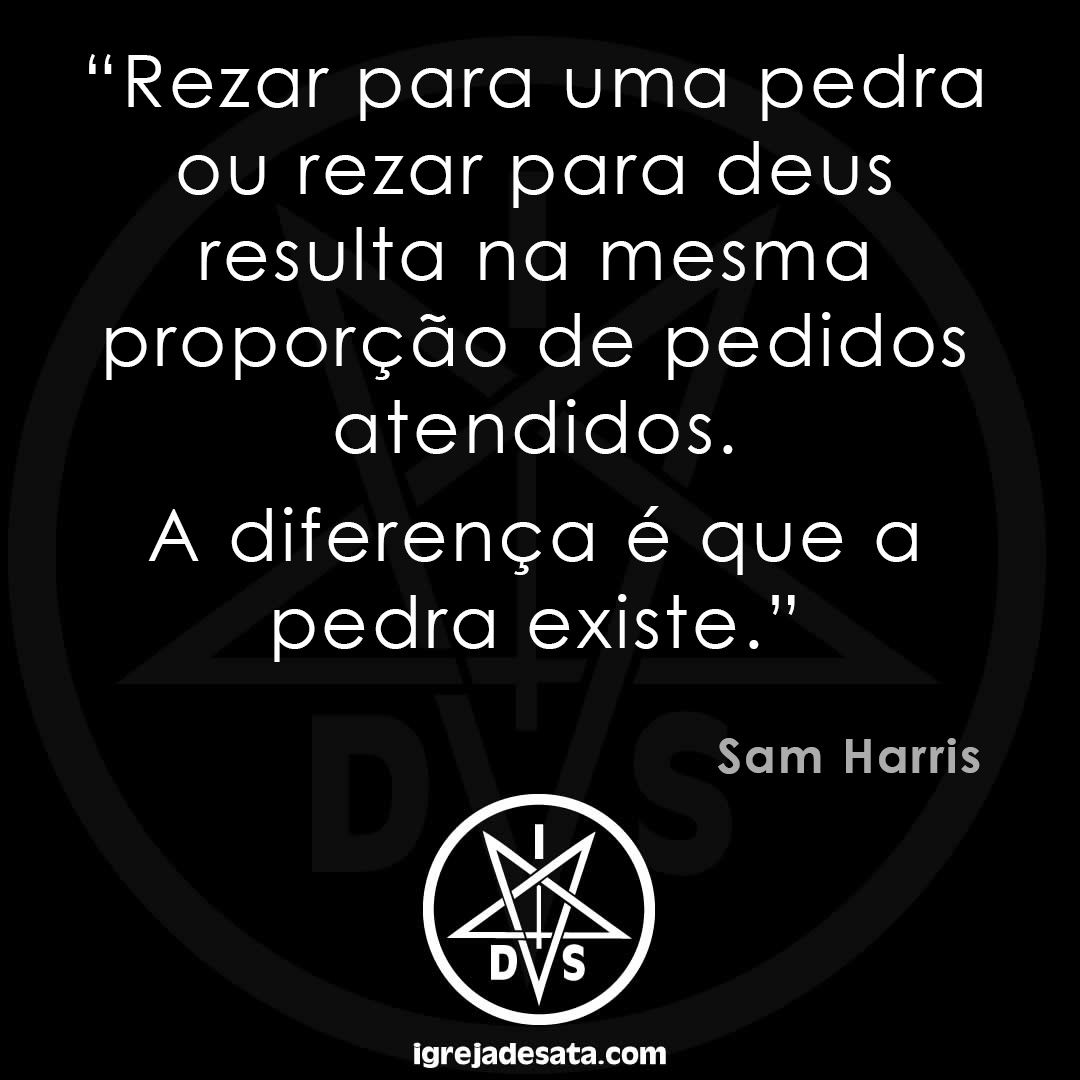 “Rezar para uma pedra
ou rezar para deus
resulta na mesma
proporção de pedidos
atendidos.
A diferença é que a
pedra existe.”
Sam Harris
I
D S
igrejadesata.com